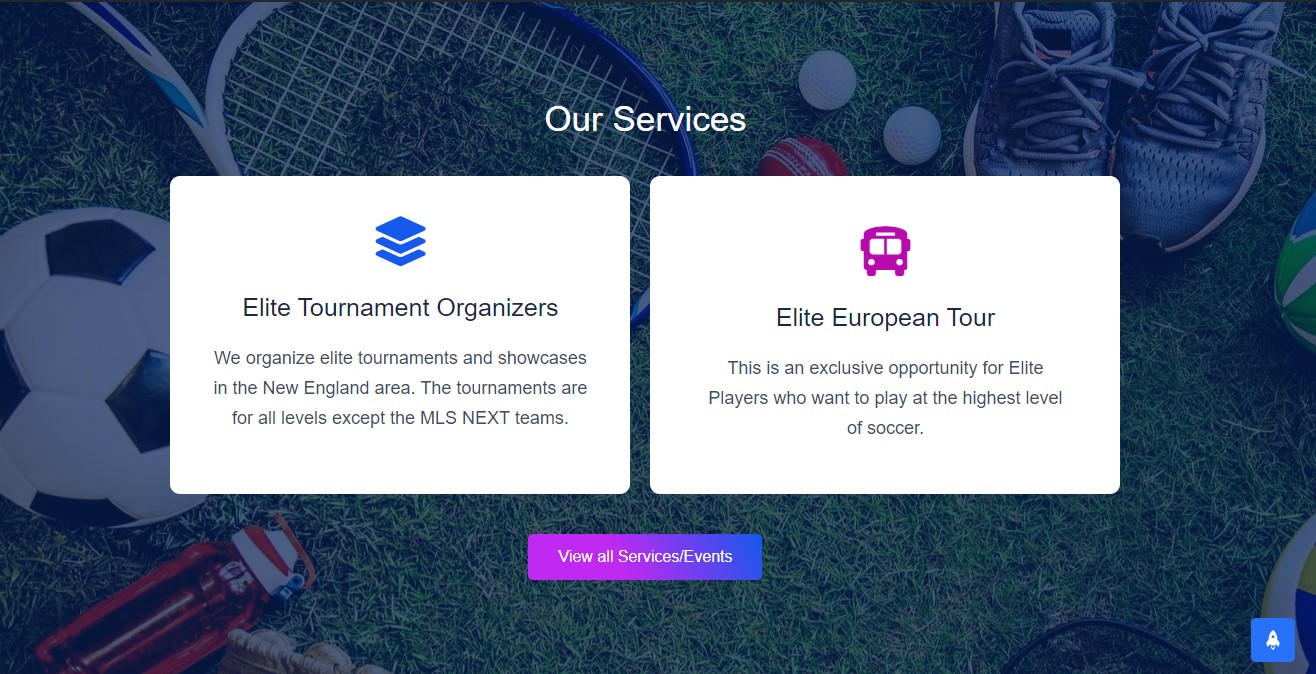 Our Services
Elite Tournament Organizers
We organize elite tournaments and showcases
in the New England area. The tournaments are
for all levels except the MLS NEXT teams.
Elite European Tour
This is an exclusive opportunity for Elite
Players who want to play at the highest level
of soccer.
View all Services/Events